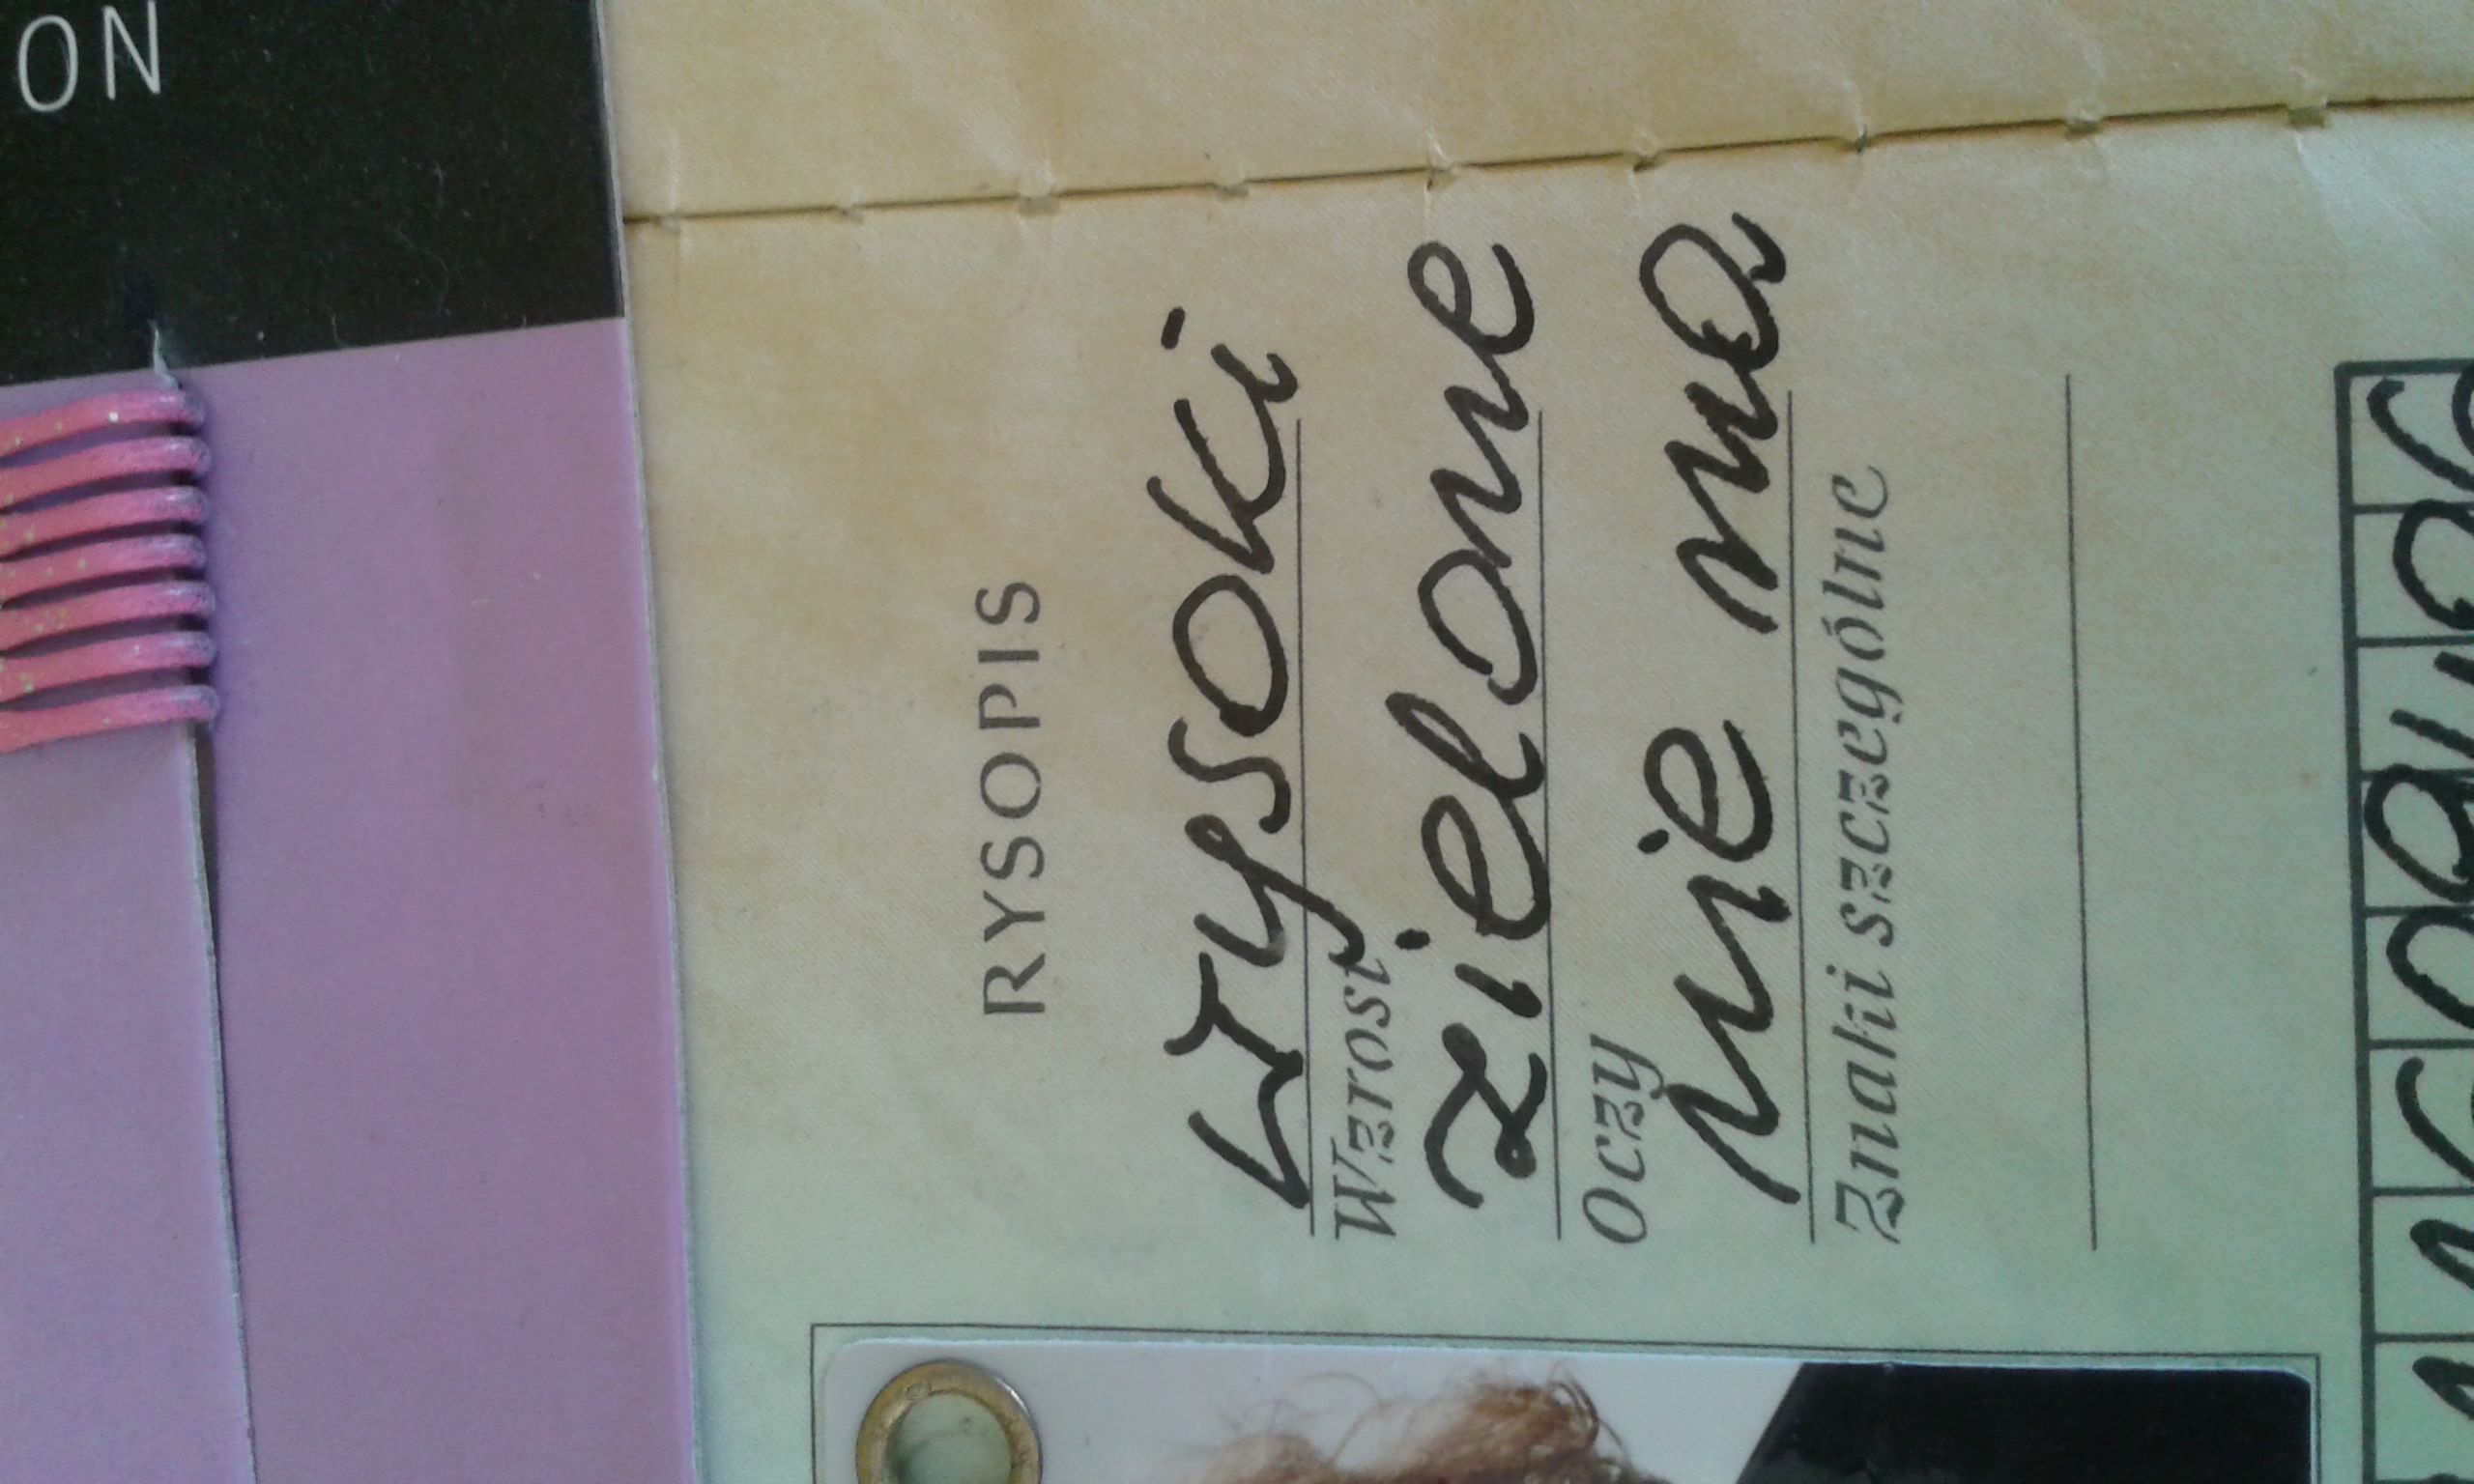 ON
RYSOPIS
wysoki
Wzrost
zielone
Oczy
nie ma
Znaki szczególne